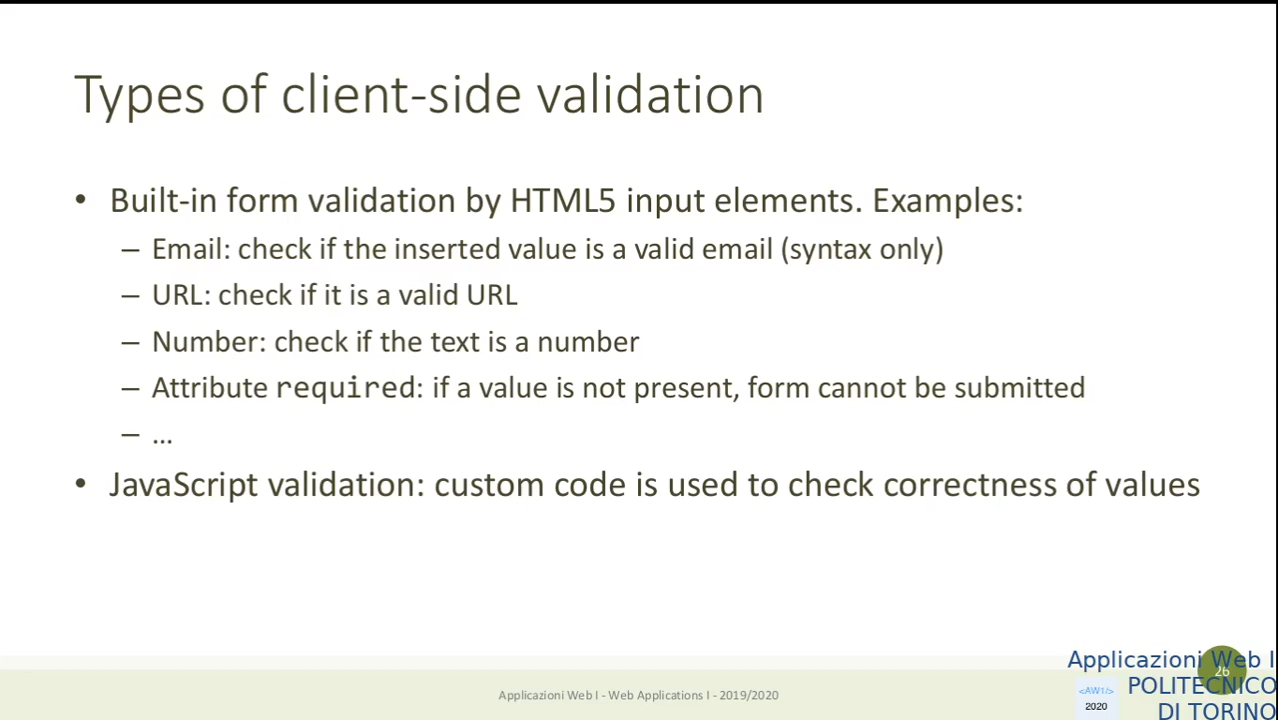 Types of client-side validation
• Built-in form validation by HTML5 input elements. Examples:
– Email: check if the inserted value is a valid email (syntax only)
– URL: check if it is a valid URL
– Number: check if the text is a number
– Attribute required: if a value is not present, form cannot be submitted
– …
• JavaScript validation: custom code is used to check correctness of values
Applicazioni Web I - Web Applications I - 2019/2020
26
Applicazioni Web I
POLITECNICO
DI TORINO
<AW1/>
2020